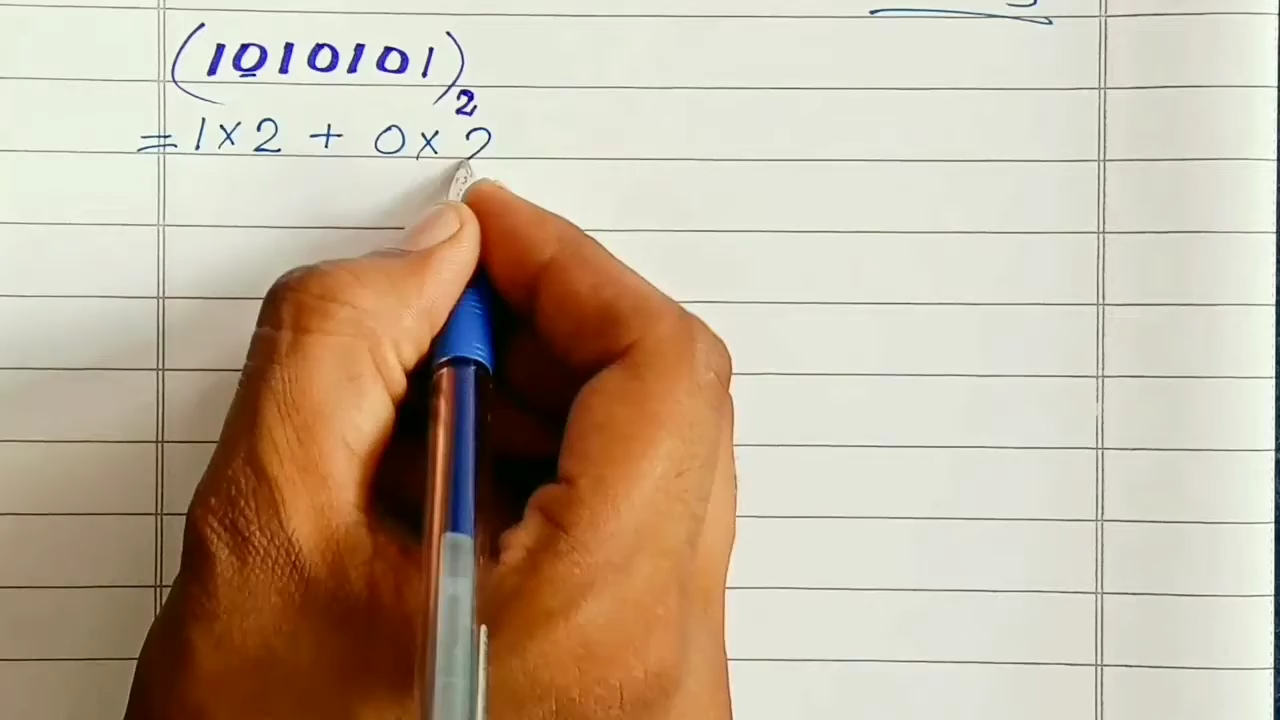 (1010101)₂
= 1 × 2 + 0 × 2